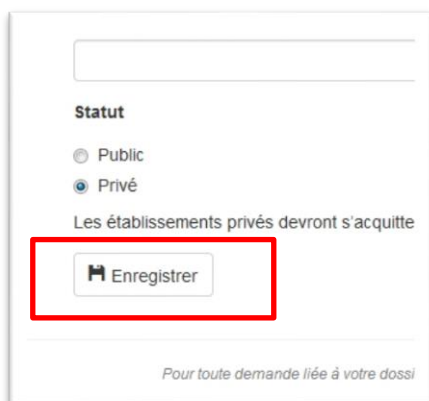 Statut
Public
Privé
Les établissements privés devront s'acquitte
Enregistrer
Pour toute demande liée à votre dossi